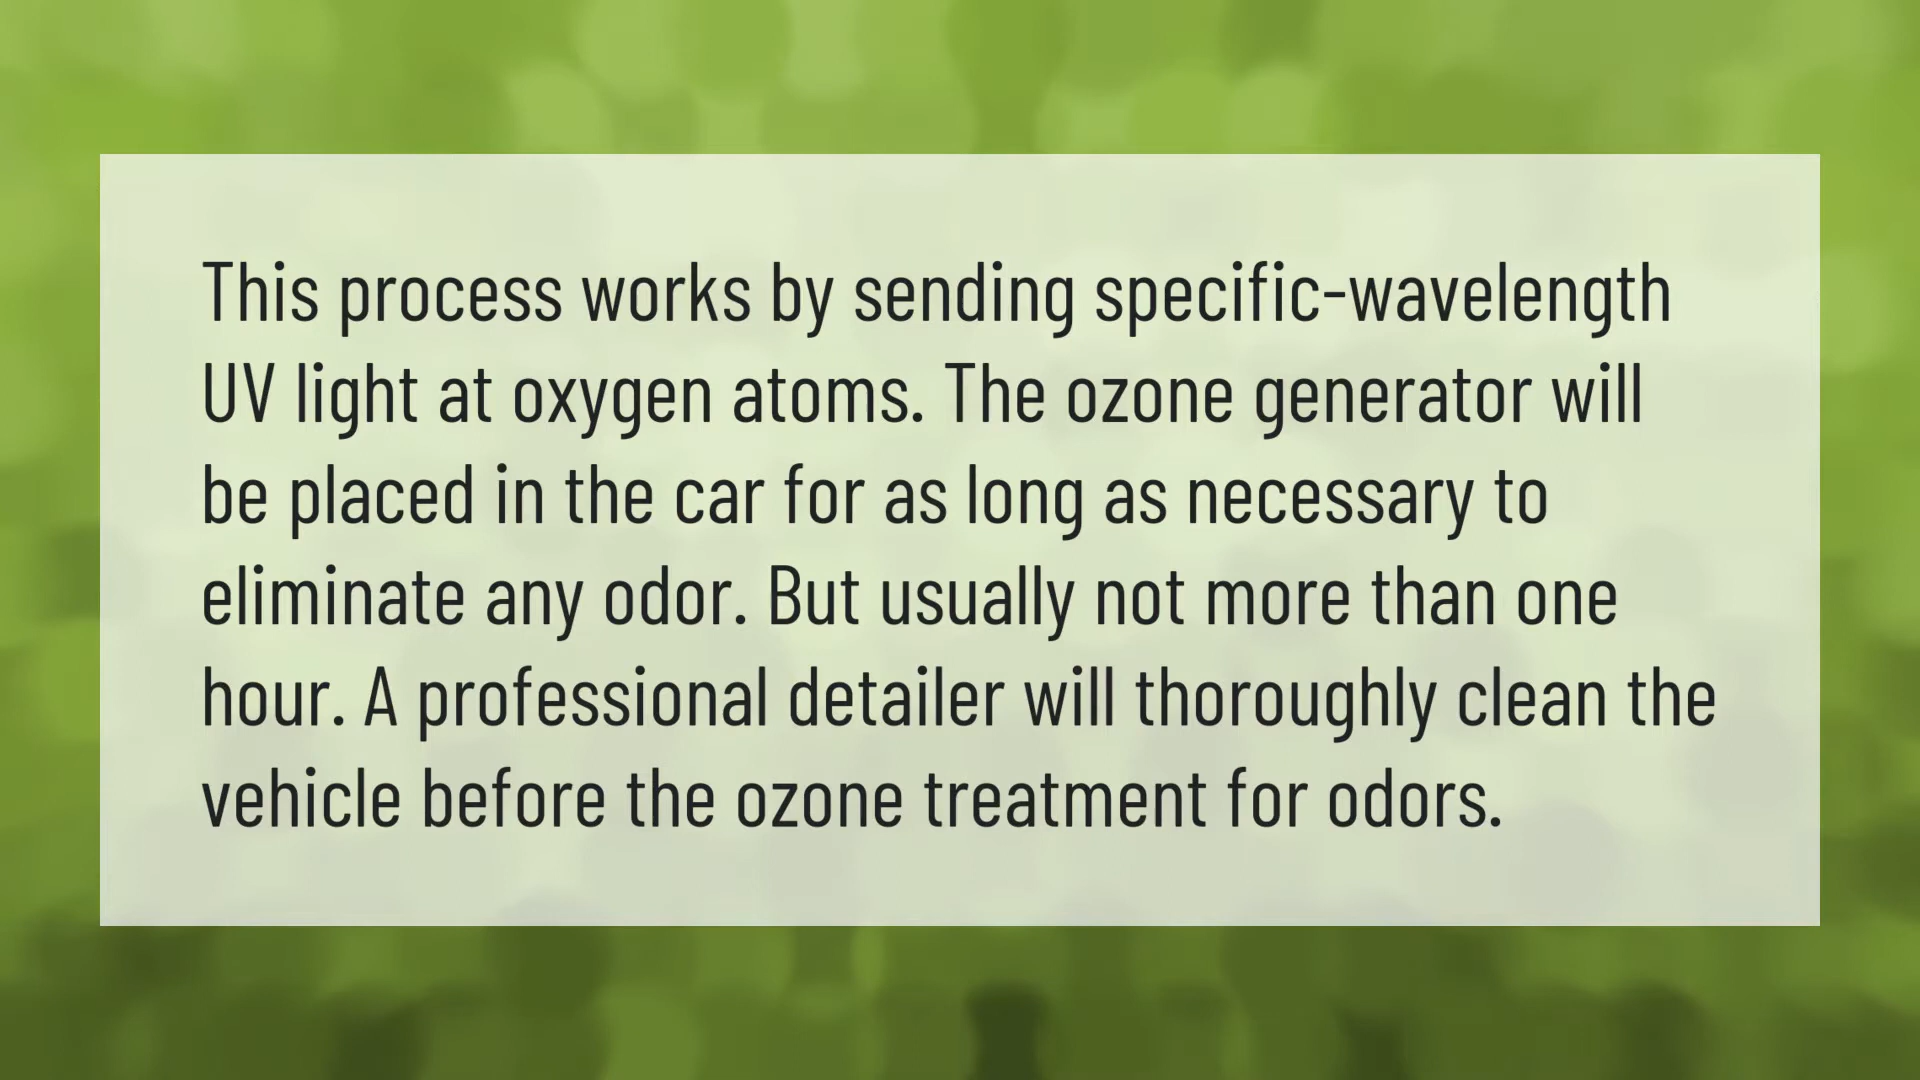 This process works by sending specific-wavelength
UV light at oxygen atoms. The ozone generator will
be placed in the car for as long as necessary to
eliminate any odor. But usually not more than one
hour. A professional detailer will thoroughly clean the
vehicle before the ozone treatment for odors.